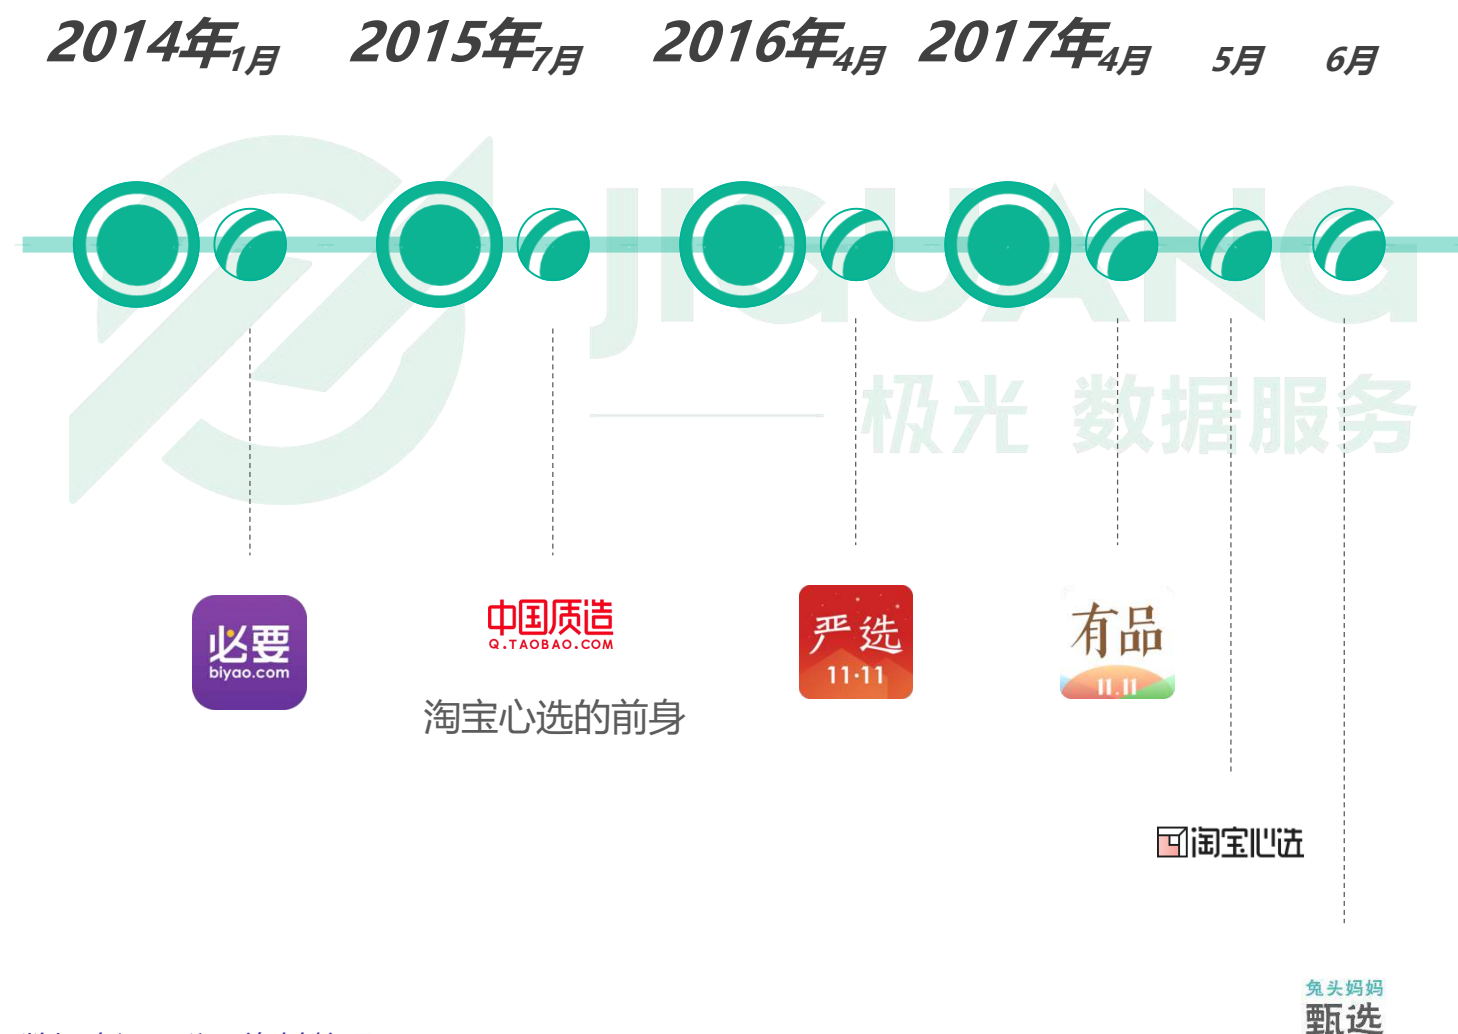 2014年1月 2015年7月 2016年4月 2017年4月 5月 6月
JIGUANG
极光 数据服务
必要
biyao.com
中国质造
Q.TAOBAO.COM
淘宝心选的前身
严选
11·11
有品
11.11
淘宝心选
兔头妈妈
甄选